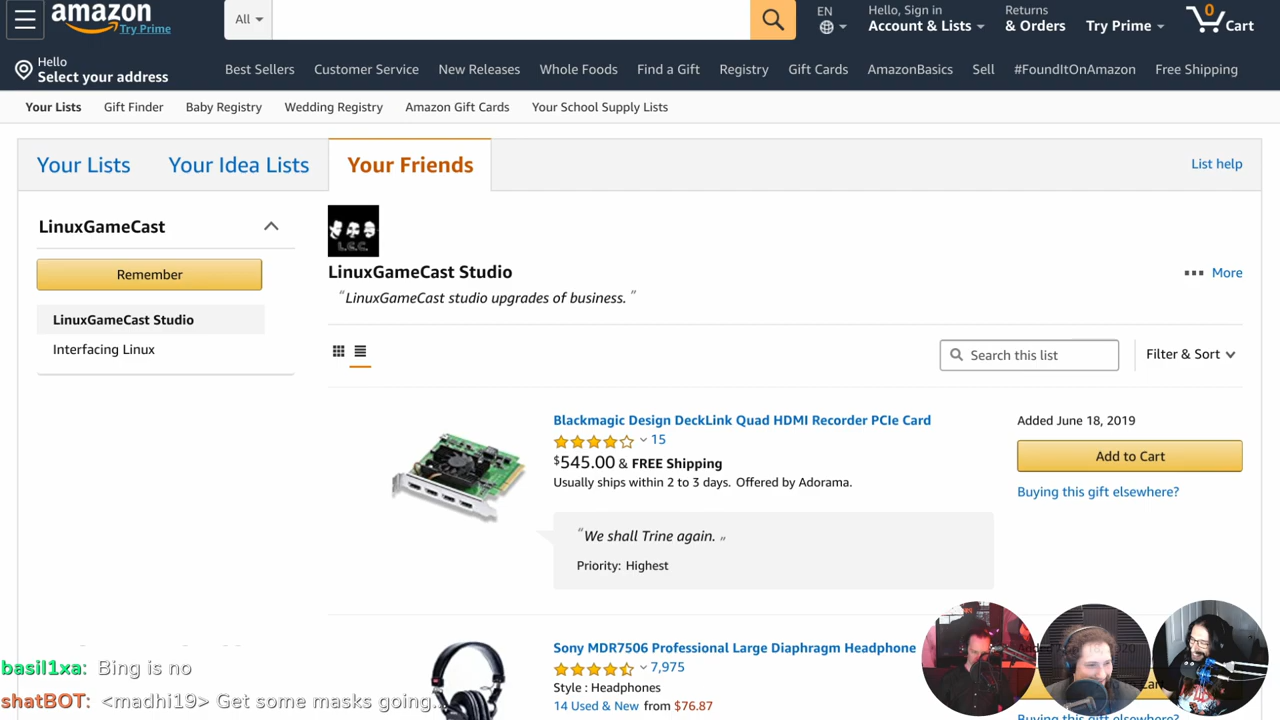 amazon
Try Prime
All
EN
Hello, Sign in
Account & Lists
Returns
& Orders
Try Prime
0
Cart
Hello
Select your address
Best Sellers
Customer Service
New Releases
Whole Foods
Find a Gift
Registry
Gift Cards
AmazonBasics
Sell
#FoundItOnAmazon
Free Shipping
Your Lists
Gift Finder
Baby Registry
Wedding Registry
Amazon Gift Cards
Your School Supply Lists
Your Lists
Your Idea Lists
Your Friends
List help
LinuxGameCast
Remember
LinuxGameCast Studio
Interfacing Linux
L.G.C.
LinuxGameCast Studio
More
"LinuxGameCast studio upgrades of business."
Search this list
Filter & Sort
Blackmagic Design DeckLink Quad HDMI Recorder PCIe Card
15
$545.00 & FREE Shipping
Usually ships within 2 to 3 days. Offered by Adorama.
Added June 18, 2019
Add to Cart
Buying this gift elsewhere?
"We shall Trine again."
Priority: Highest
Sony MDR7506 Professional Large Diaphragm Headphone
7,975
Style : Headphones
14 Used & New from $76.87
basil1xa: Bing is no
shatBOT: <madhi19> Get some masks going...